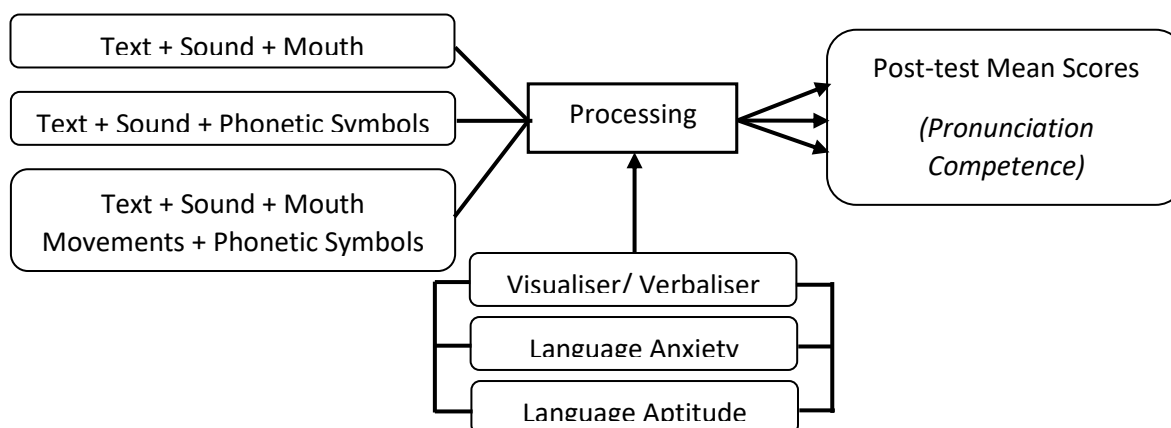 Text + Sound + Mouth
Text + Sound + Phonetic Symbols
Text + Sound + Mouth
Movements + Phonetic Symbols
Processing
Post-test Mean Scores
(Pronunciation
Competence)
Visualiser/ Verbaliser
Language Anxiety
Language Aptitude